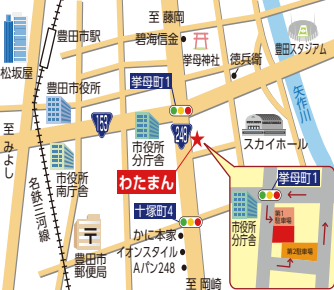 至 藤岡
豊田市駅
碧海信金
挙母神社
徳兵衛
豊田スタジアム
松坂屋
豊田市役所
挙母町1
矢作川
153
248
至 みよし
市役所
分庁舎
スカイホール
市役所
南庁舎
名鉄三河線
わたまん
十塚町4
豊田市
郵便局
かに本家
イオンスタイル
Aパン248
至 岡崎
挙母町1
市役所
分庁舎
第1
駐車場
第2駐車場